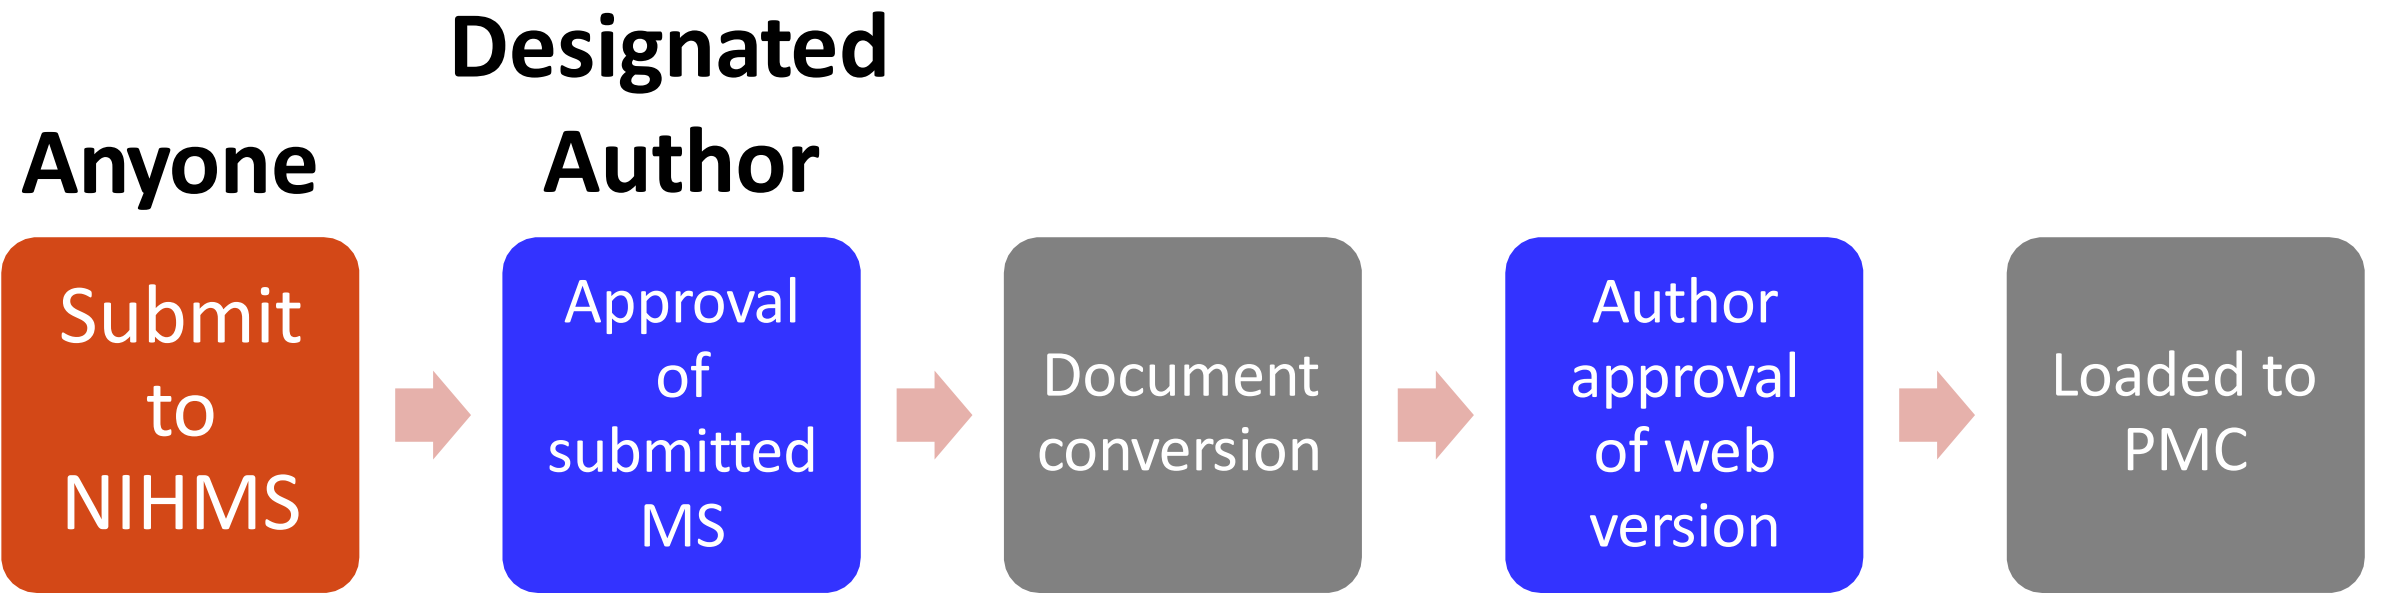 Anyone
Designated
Author
Submit
to
NIHMS
Approval
of
submitted
MS
Document
conversion
Author
approval
of web
version
Loaded to
PMC